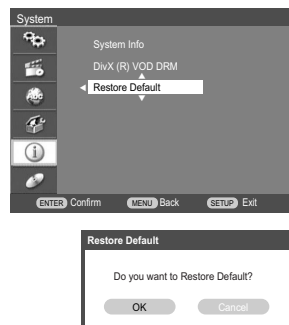 System
System Info
DivX (R) VOD DRM
Restore Default
ENTER Confirm MENU Back SETUP Exit
Restore Default
Do you want to Restore Default?
OK Cancel